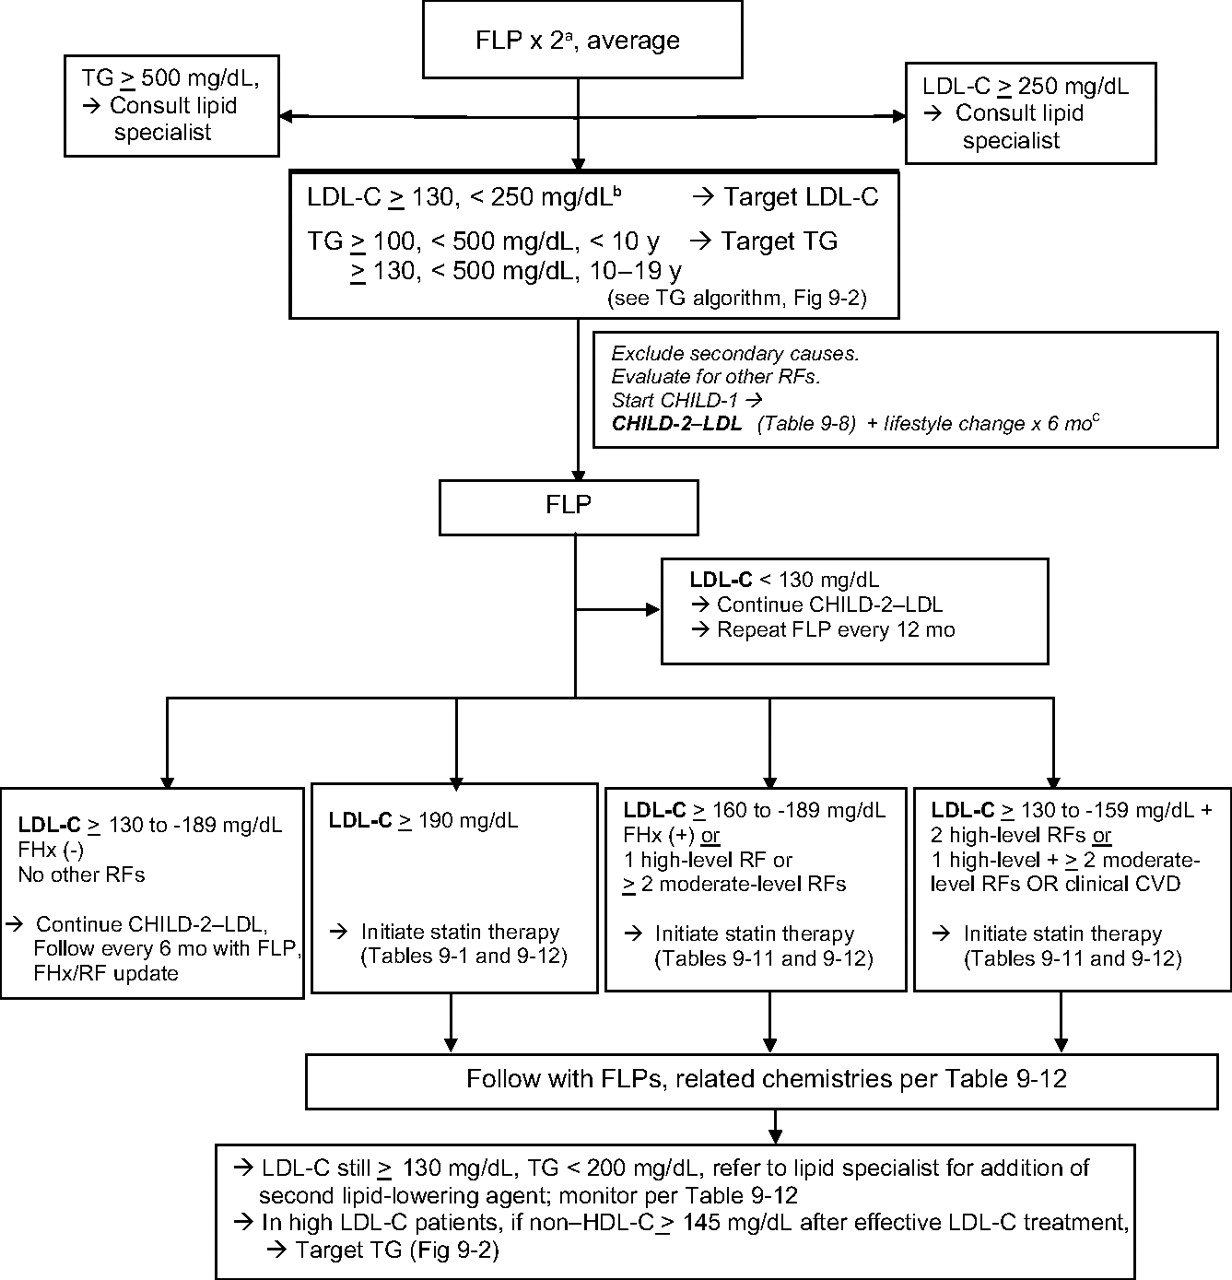 FLP x 2ᵃ, average
TG ≥ 500 mg/dL,
→ Consult lipid
specialist
LDL-C ≥ 250 mg/dL
→ Consult lipid
specialist
LDL-C ≥ 130, < 250 mg/dLᵇ → Target LDL-C
TG ≥ 100, < 500 mg/dL, < 10 y → Target TG
≥ 130, < 500 mg/dL, 10–19 y
(see TG algorithm, Fig 9-2)
Exclude secondary causes.
Evaluate for other RFs.
Start CHILD-1 →
CHILD-2–LDL (Table 9-8) + lifestyle change x 6 moᶜ
FLP
LDL-C < 130 mg/dL
→ Continue CHILD-2–LDL
→ Repeat FLP every 12 mo
LDL-C ≥ 130 to -189 mg/dL
FHx (-)
No other RFs
→ Continue CHILD-2–LDL,
Follow every 6 mo with FLP,
FHx/RF update
LDL-C ≥ 190 mg/dL
→ Initiate statin therapy
(Tables 9-1 and 9-12)
LDL-C ≥ 160 to -189 mg/dL
FHx (+) or
1 high-level RF or
≥ 2 moderate-level RFs
→ Initiate statin therapy
(Tables 9-11 and 9-12)
LDL-C ≥ 130 to -159 mg/dL +
2 high-level RFs or
1 high-level + ≥ 2 moderate-
level RFs OR clinical CVD
→ Initiate statin therapy
(Tables 9-11 and 9-12)
Follow with FLPs, related chemistries per Table 9-12
→ LDL-C still ≥ 130 mg/dL, TG < 200 mg/dL, refer to lipid specialist for addition of
second lipid-lowering agent; monitor per Table 9-12
→ In high LDL-C patients, if non–HDL-C ≥ 145 mg/dL after effective LDL-C treatment,
→ Target TG (Fig 9-2)